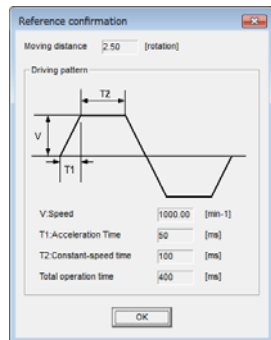 Reference confirmation
Moving distance 2.50 [rotation]
Driving pattern
T2
V
T1
V:Speed 1000.00 [min-1]
T1:Acceleration Time 50 [ms]
T2:Constant-speed time 100 [ms]
Total operation time 400 [ms]
OK